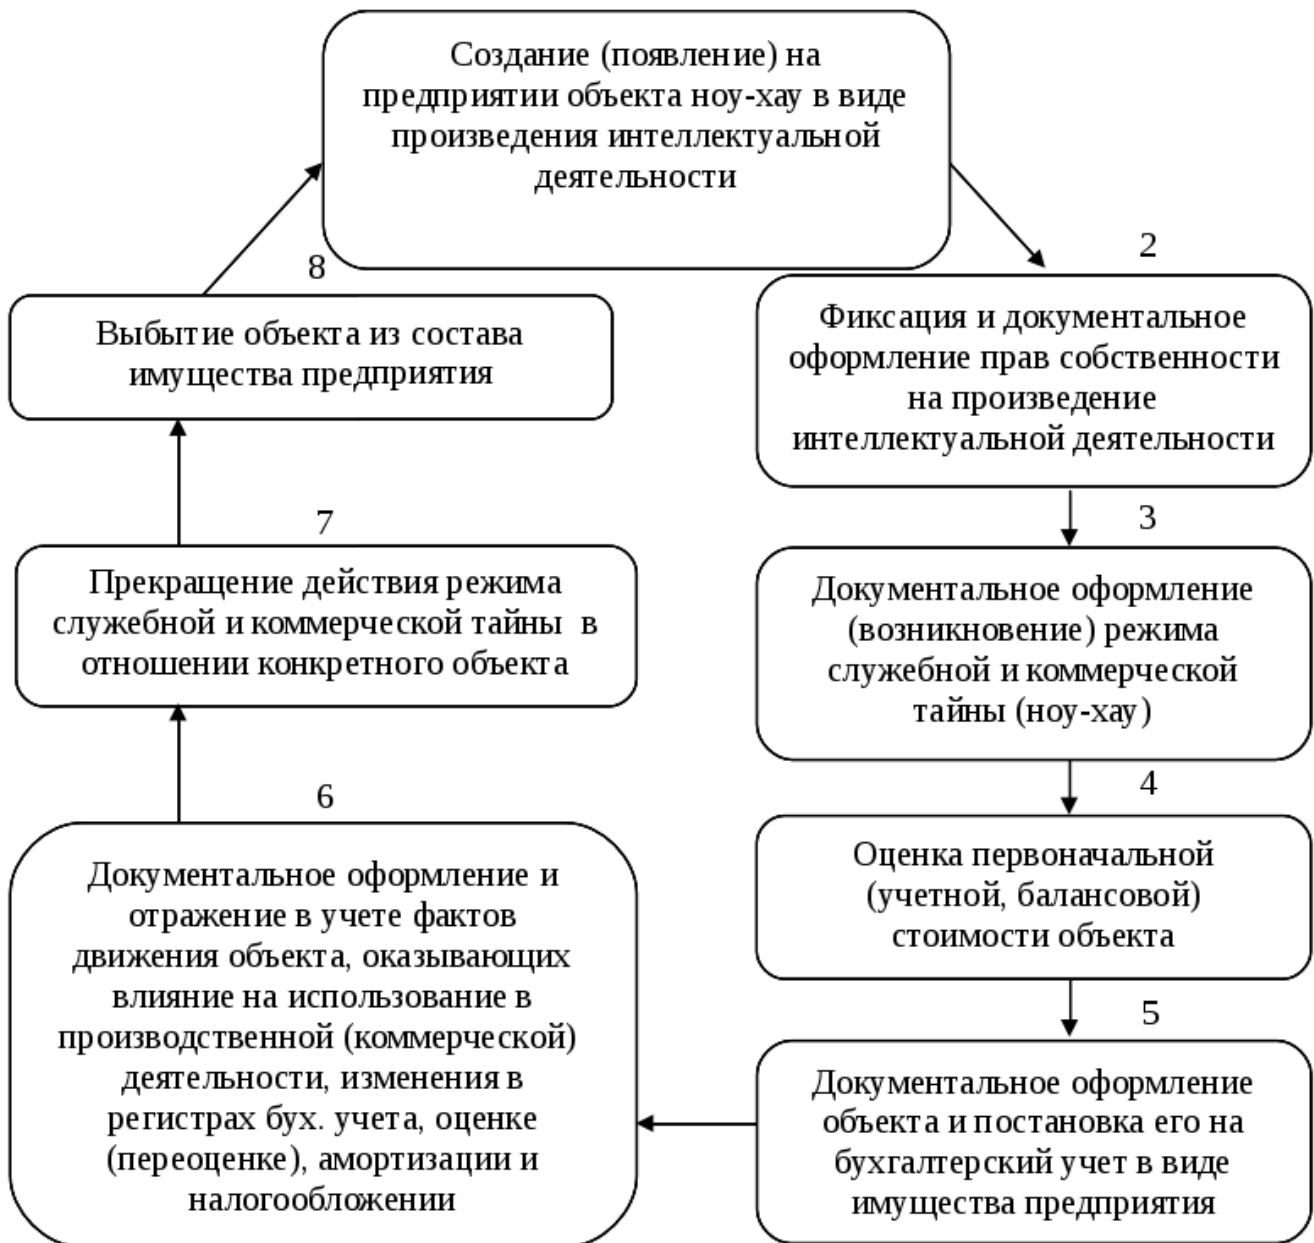 Создание (появление) на
предприятии объекта ноу-хау в виде
произведения интеллектуальной
деятельности
2
Фиксация и документальное
оформление прав собственности
на произведение
интеллектуальной деятельности
3
Документальное оформление
(возникновение) режима
служебной и коммерческой
тайны (ноу-хау)
4
Оценка первоначальной
(учетной, балансовой)
стоимости объекта
5
Документальное оформление
объекта и постановка его на
бухгалтерский учет в виде
имущества предприятия
6
Документальное оформление и
отражение в учете фактов
движения объекта, оказывающих
влияние на использование в
производственной (коммерческой)
деятельности, изменения в
регистрах бух. учета, оценке
(переоценке), амортизации и
налогообложении
7
Прекращение действия режима
служебной и коммерческой тайны в
отношении конкретного объекта
8
Выбытие объекта из состава
имущества предприятия